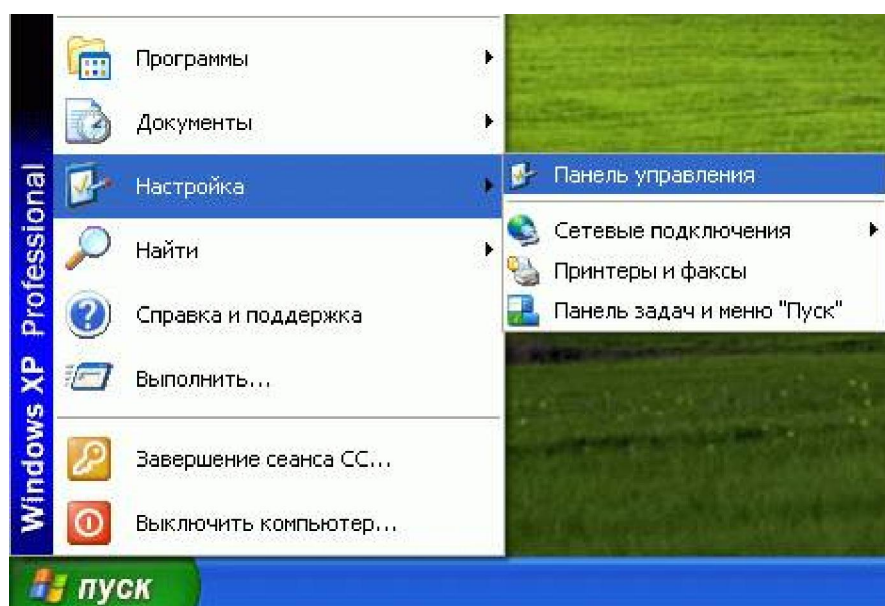 Windows XP Professional
Программы
Документы
Настройка
Найти
Справка и поддержка
Выполнить...
Завершение сеанса СС...
Выключить компьютер...
Панель управления
Сетевые подключения
Принтеры и факсы
Панель задач и меню "Пуск"
пуск